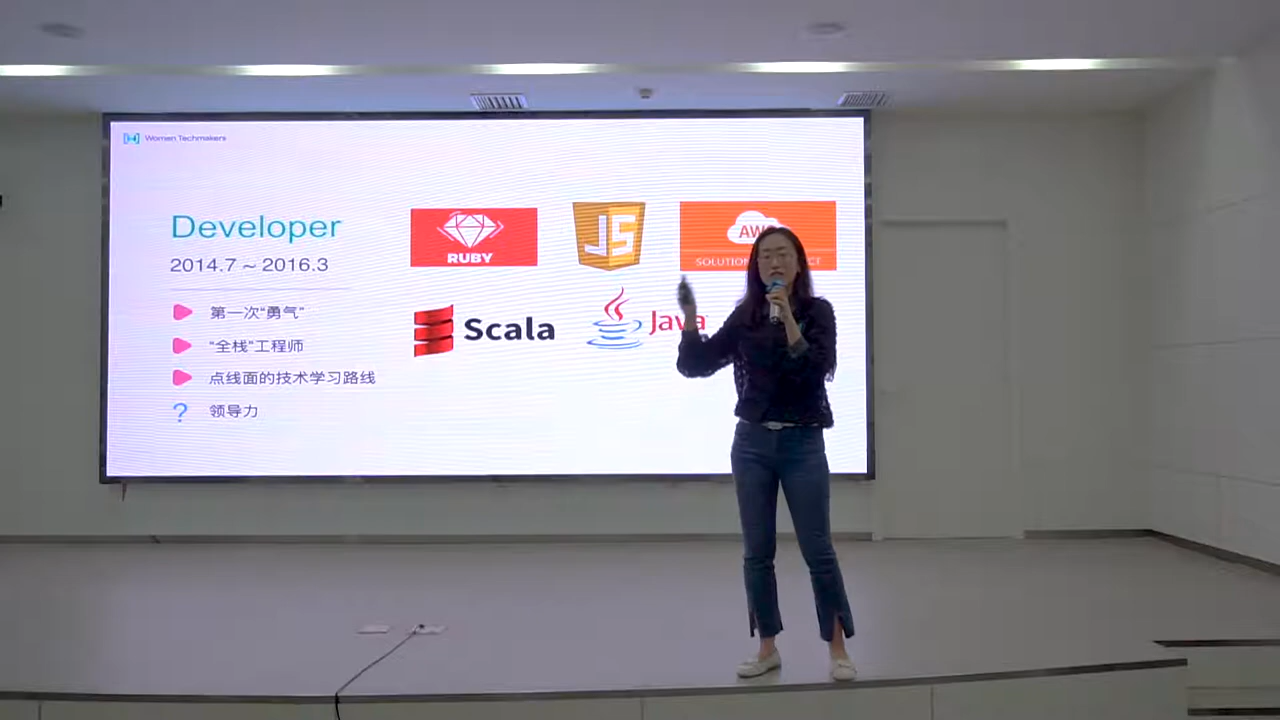 Women Techmakers
Developer
2014.7 ~ 2016.3
第一次“勇气”
“全栈”工程师
点线面的技术学习路线
? 领导力
RUBY
JS
AWS
SOLUTION
CT
Scala
Java